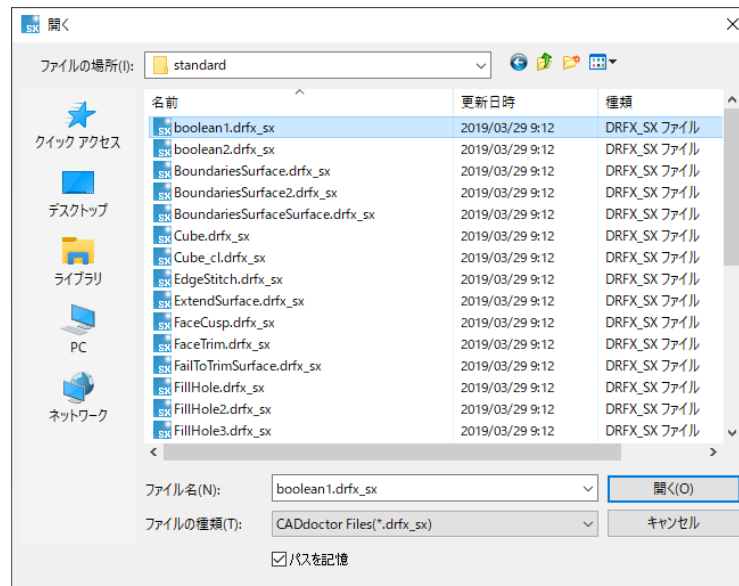 SX 開く
ファイルの場所(I): standard
名前 更新日時 種類
クイック アクセス
デスクトップ
ライブラリ
PC
ネットワーク
boolean1.drfx_sx 2019/03/29 9:12 DRFX_SX ファイル
boolean2.drfx_sx 2019/03/29 9:12 DRFX_SX ファイル
BoundariesSurface.drfx_sx 2019/03/29 9:12 DRFX_SX ファイル
BoundariesSurface2.drfx_sx 2019/03/29 9:12 DRFX_SX ファイル
BoundariesSurfaceSurface.drfx_sx 2019/03/29 9:12 DRFX_SX ファイル
Cube.drfx_sx 2019/03/29 9:12 DRFX_SX ファイル
Cube_cl.drfx_sx 2019/03/29 9:12 DRFX_SX ファイル
EdgeStitch.drfx_sx 2019/03/29 9:12 DRFX_SX ファイル
ExtendSurface.drfx_sx 2019/03/29 9:12 DRFX_SX ファイル
FaceCusp.drfx_sx 2019/03/29 9:12 DRFX_SX ファイル
FaceTrim.drfx_sx 2019/03/29 9:12 DRFX_SX ファイル
FailToTrimSurface.drfx_sx 2019/03/29 9:12 DRFX_SX ファイル
FillHole.drfx_sx 2019/03/29 9:12 DRFX_SX ファイル
FillHole2.drfx_sx 2019/03/29 9:12 DRFX_SX ファイル
FillHole3.drfx_sx 2019/03/29 9:12 DRFX_SX ファイル
ファイル名(N): boolean1.drfx_sx 開く(O)
ファイルの種類(T): CADdoctor Files(*.drfx_sx) キャンセル
パスを記憶